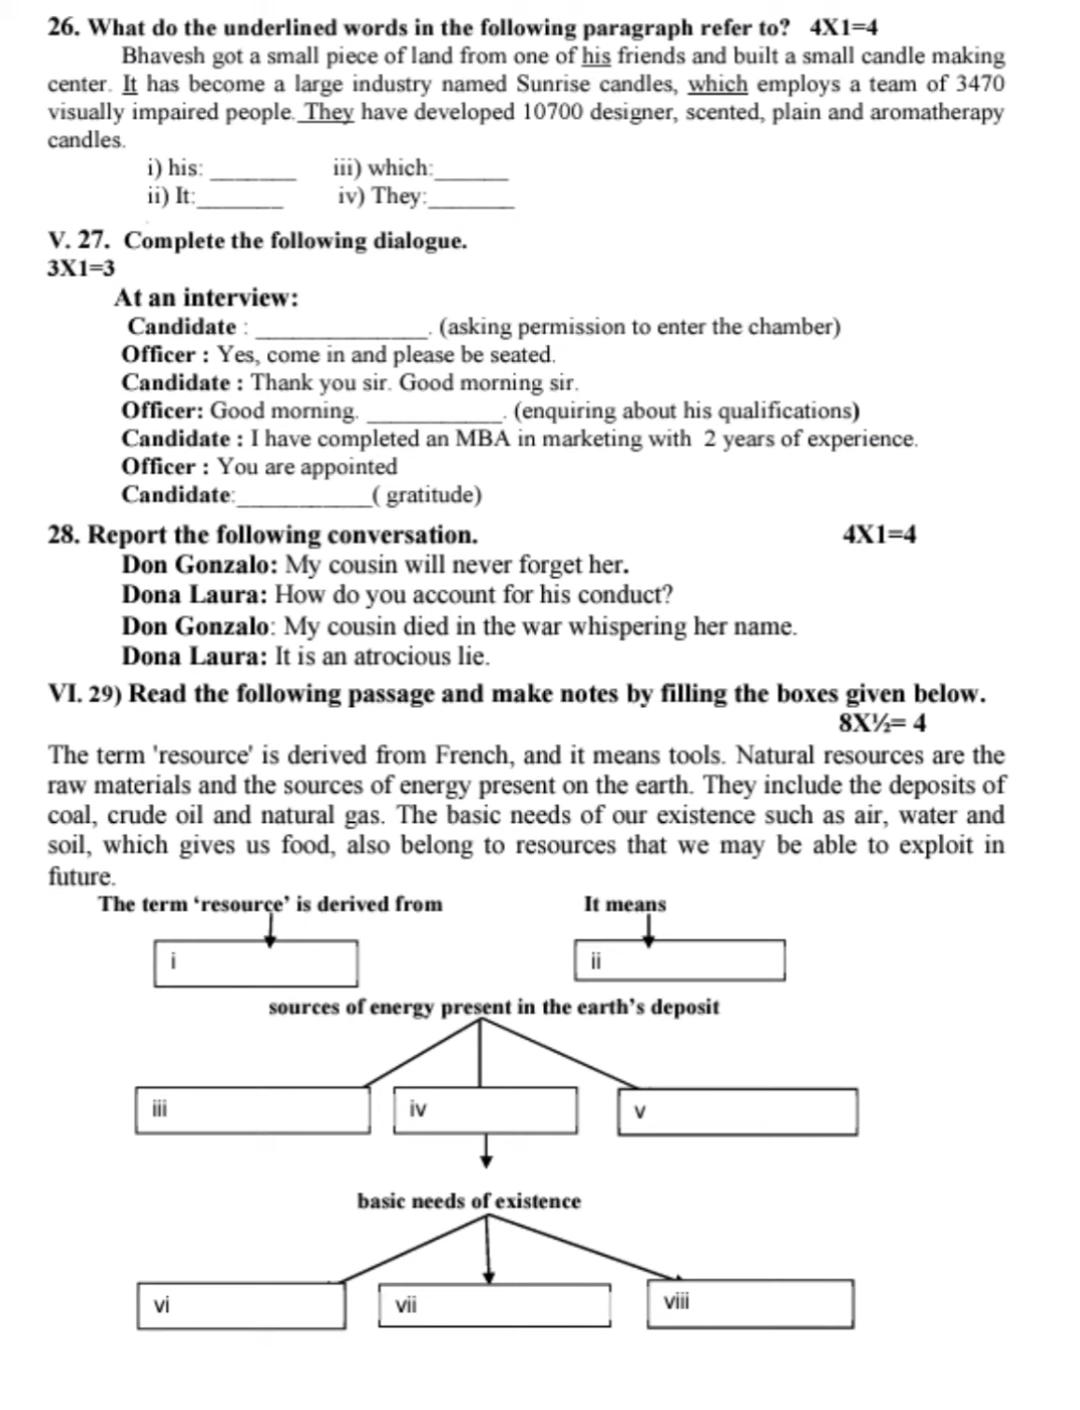 26. What do the underlined words in the following paragraph refer to? 4X1=4
Bhavesh got a small piece of land from one of his friends and built a small candle making
center. It has become a large industry named Sunrise candles, which employs a team of 3470
visually impaired people. They have developed 10700 designer, scented, plain and aromatherapy
candles.
i) his: ________ iii) which:_______
ii) It:________ iv) They:________
V. 27. Complete the following dialogue.
3X1=3
At an interview:
Candidate : ________________. (asking permission to enter the chamber)
Officer : Yes, come in and please be seated.
Candidate : Thank you sir. Good morning sir.
Officer: Good morning. ____________. (enquiring about his qualifications)
Candidate : I have completed an MBA in marketing with 2 years of experience.
Officer : You are appointed
Candidate:____________( gratitude)
28. Report the following conversation. 4X1=4
Don Gonzalo: My cousin will never forget her.
Dona Laura: How do you account for his conduct?
Don Gonzalo: My cousin died in the war whispering her name.
Dona Laura: It is an atrocious lie.
VI. 29) Read the following passage and make notes by filling the boxes given below.
8X½= 4
The term 'resource' is derived from French, and it means tools. Natural resources are the
raw materials and the sources of energy present on the earth. They include the deposits of
coal, crude oil and natural gas. The basic needs of our existence such as air, water and
soil, which gives us food, also belong to resources that we may be able to exploit in
future.
The term ‘resource’ is derived from It means
i ii
sources of energy present in the earth’s deposit
iii iv v
basic needs of existence
vi vii viii